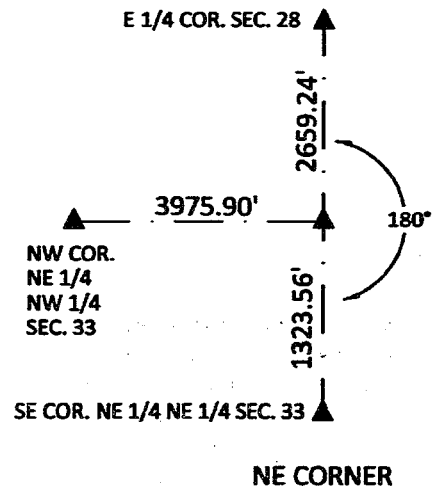 E 1/4 COR. SEC. 28
2659.24'
3975.90'
180°
NW COR.
NE 1/4
NW 1/4
SEC. 33
1323.56'
SE COR. NE 1/4 NE 1/4 SEC. 33
NE CORNER